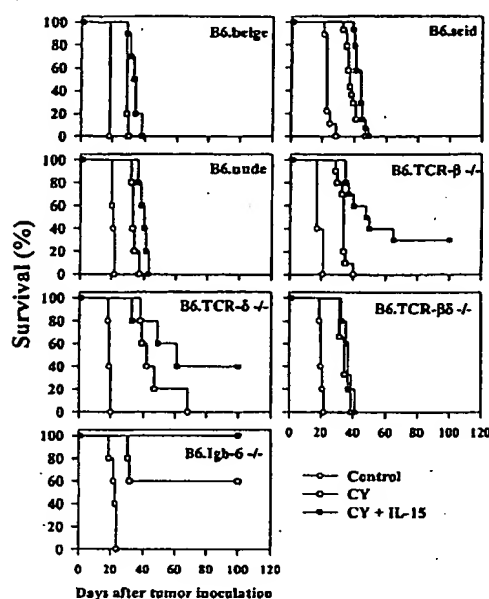 B6.beige
B6.scid
B6.nude
B6.TCR-β -/-
B6.TCR-δ -/-
B6.TCR-βδ -/-
B6.Igh-6 -/-
Survival (%)
100
80
60
40
20
0
100
80
60
40
20
0
100
80
60
40
20
0
100
80
60
40
20
0
0 20 40 60 80 100 120
0 20 40 60 80 100 120
Days after tumor inoculation
Control
CY
CY + IL-15